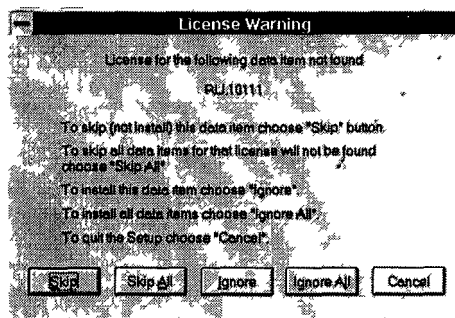 License Warning
License for the following data item not found
To skip (not install) this data item choose "Skip" button.
To skip all data items for that license will not be found
choose "Skip All"
To install this data item choose "Ignore".
To install all data items choose "Ignore All".
To quit the Setup choose "Cancel".
Skip Skip All Ignore Ignore All Cancel